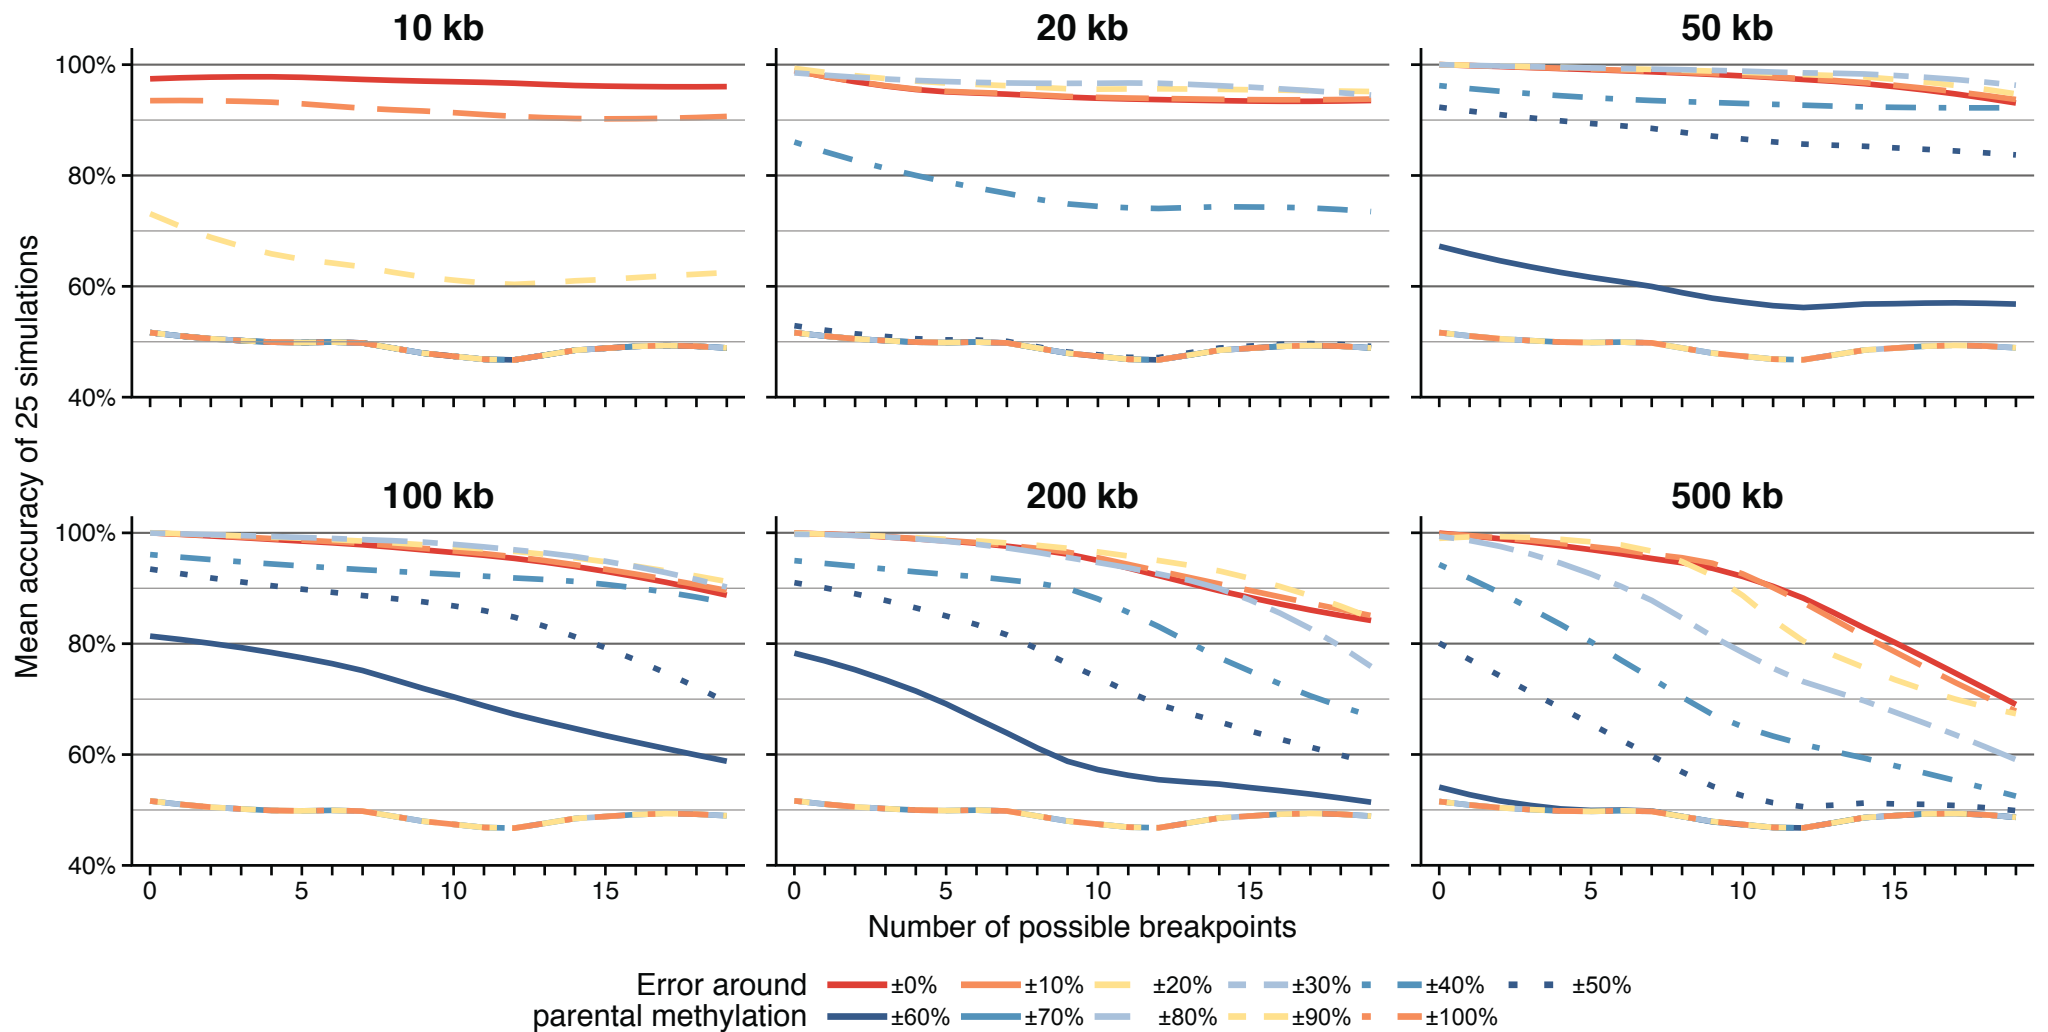 10 kb
20 kb
50 kb
100%
80%
60%
40%
Mean accuracy of 25 simulations
100 kb
200 kb
500 kb
100%
80%
60%
40%
0 5 10 15
0 5 10 15
0 5 10 15
Number of possible breakpoints
Error around ±0% ±10% ±20% ±30% ±40% ±50%
parental methylation ±60% ±70% ±80% ±90% ±100%